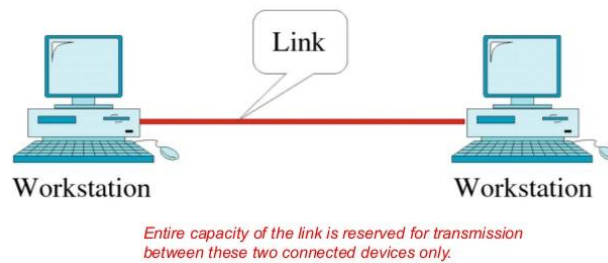 Link
Workstation
Workstation
Entire capacity of the link is reserved for transmission
between these two connected devices only.